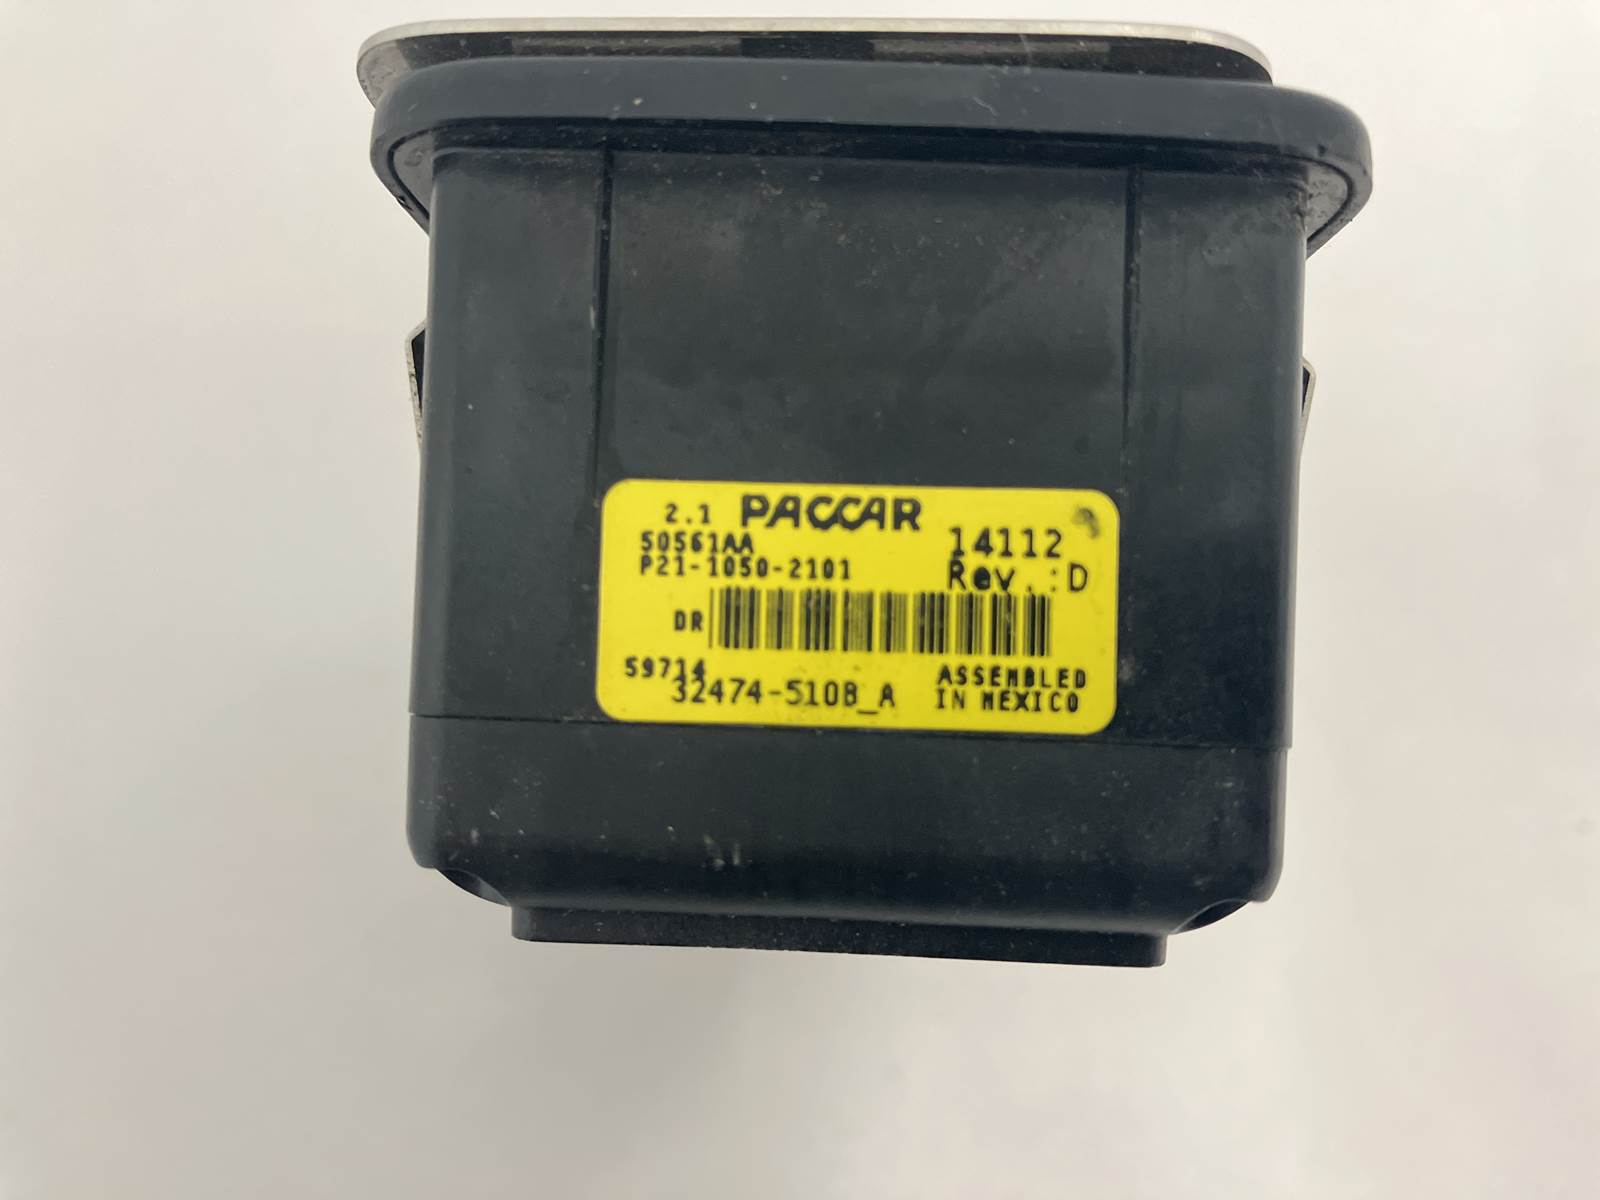 2.1 PACCAR
50561AA 14112
P21-1050-2101 Rev.:D
DR
59714 ASSEMBLED
32474-510B_A IN MEXICO